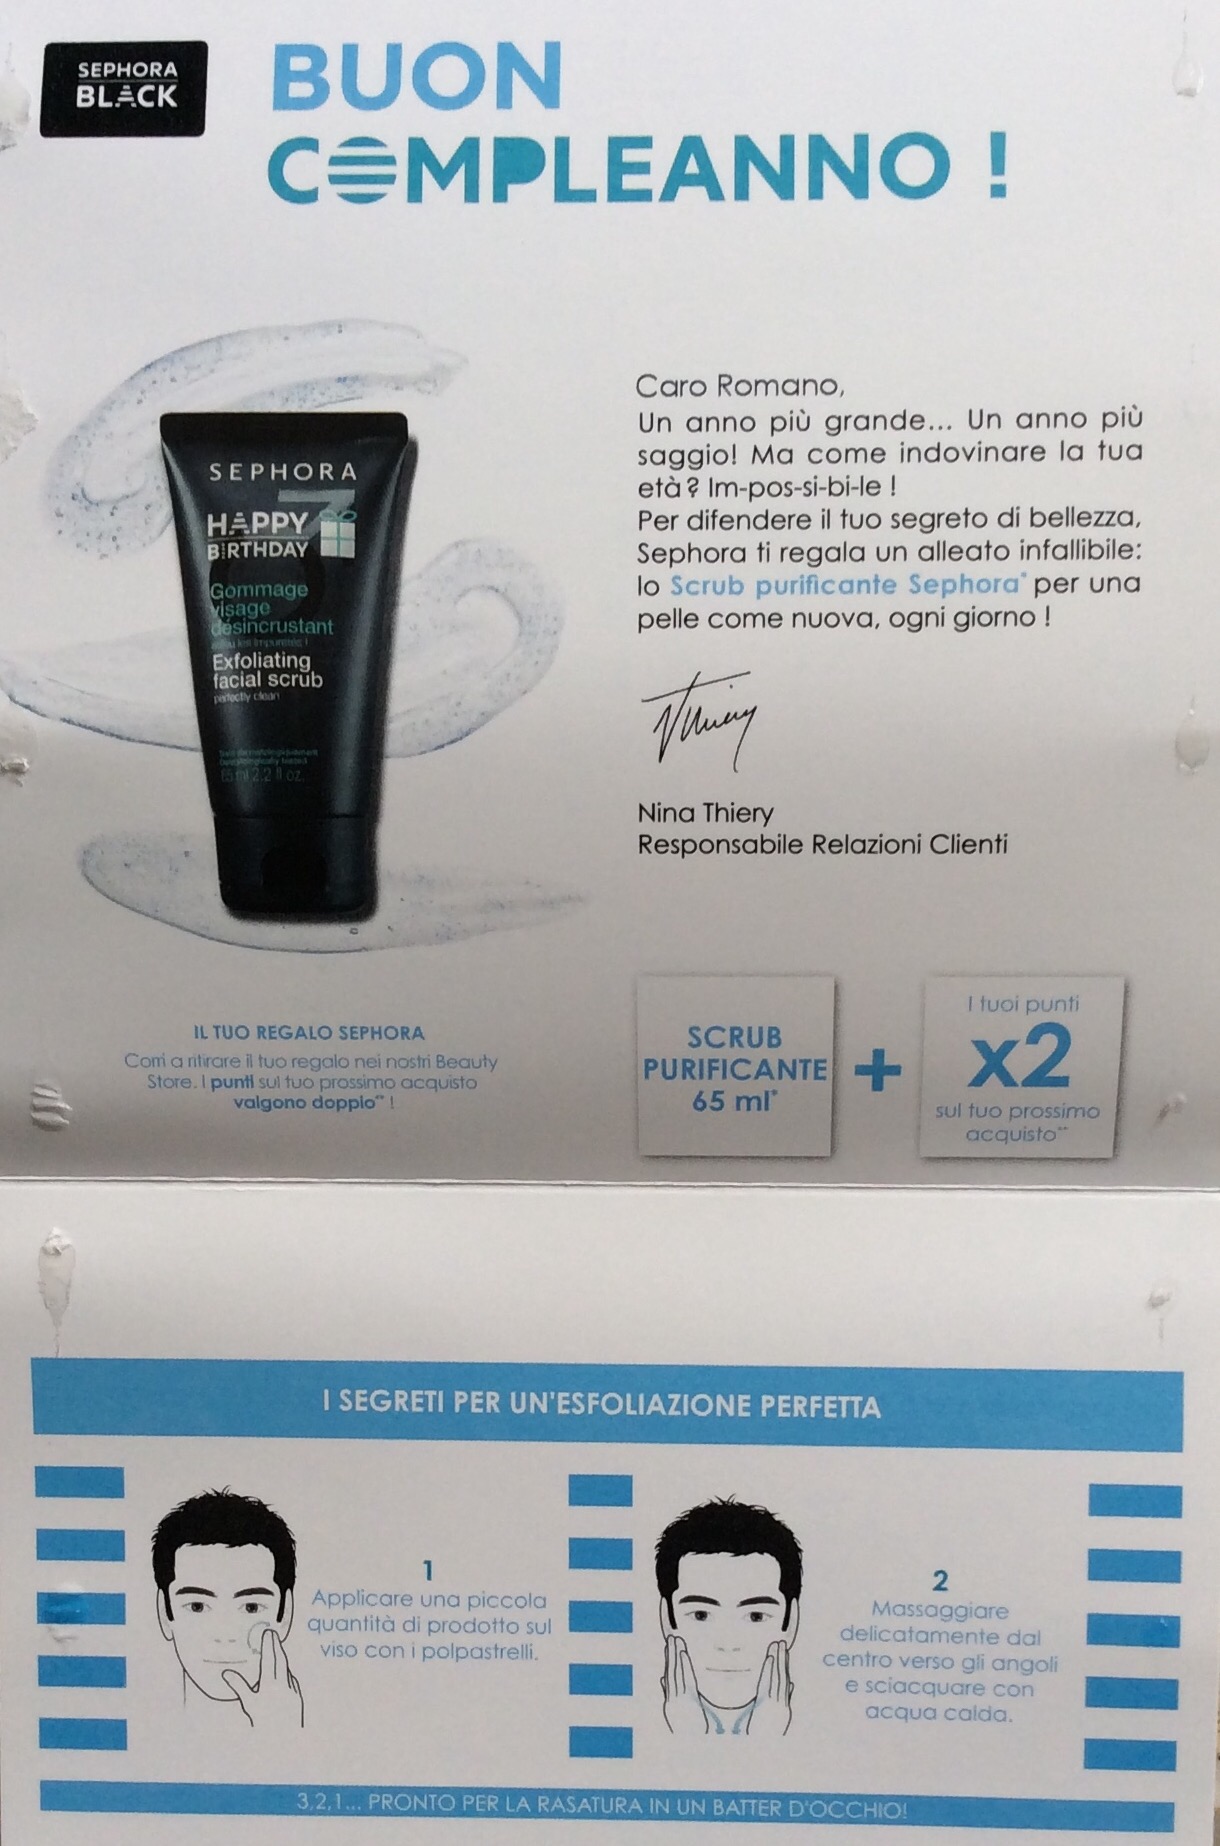 SEPHORA
BLACK
BUON
COMPLEANNO !
SEPHORA
HAPPY
BIRTHDAY
Gommage
visage
désincrustant
Exfoliating
facial scrub
perfectly clean
65 ml 2.2 fl oz.
Caro Romano,
Un anno più grande... Un anno più
saggio! Ma come indovinare la tua
età? Im-pos-si-bi-le !
Per difendere il tuo segreto di bellezza,
Sephora ti regala un alleato infallibile:
lo Scrub purificante Sephora* per una
pelle come nuova, ogni giorno !
Thiery
Nina Thiery
Responsabile Relazioni Clienti
IL TUO REGALO SEPHORA
Corri a ritirare il tuo regalo nei nostri Beauty
Store. I punti sul tuo prossimo acquisto
valgono doppio** !
SCRUB
PURIFICANTE
65 ml*
+
I tuoi punti
x2
sul tuo prossimo
acquisto**
I SEGRETI PER UN'ESFOLIAZIONE PERFETTA
1
Applicare una piccola
quantità di prodotto sul
viso con i polpastrelli.
2
Massaggiare
delicatamente dal
centro verso gli angoli
e sciacquare con
acqua calda.
3,2,1... PRONTO PER LA RASATURA IN UN BATTER D'OCCHIO!